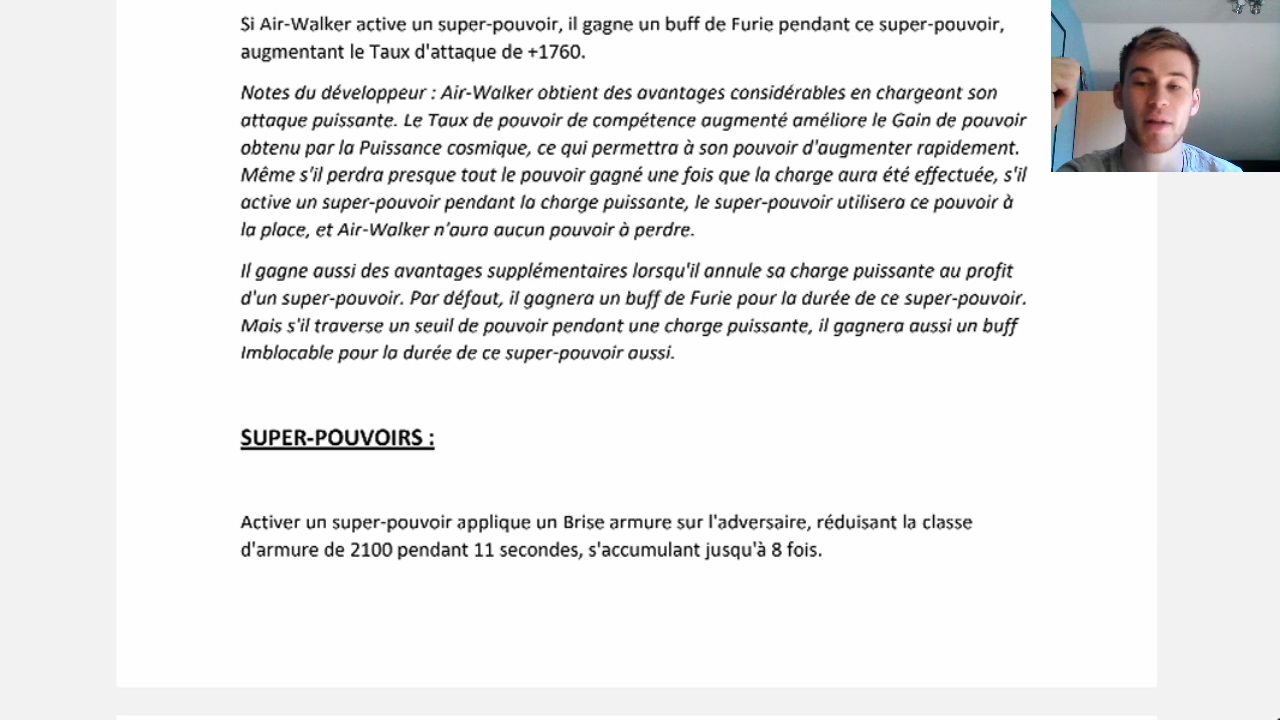 Si Air-Walker active un super-pouvoir, il gagne un buff de Furie pendant ce super-pouvoir,
augmentant le Taux d'attaque de +1760.
Notes du développeur : Air-Walker obtient des avantages considérables en chargeant son
attaque puissante. Le Taux de pouvoir de compétence augmenté améliore le Gain de pouvoir
obtenu par la Puissance cosmique, ce qui permettra à son pouvoir d'augmenter rapidement.
Même s'il perdra presque tout le pouvoir gagné une fois que la charge aura été effectuée, s'il
active un super-pouvoir pendant la charge puissante, le super-pouvoir utilisera ce pouvoir à
la place, et Air-Walker n'aura aucun pouvoir à perdre.
Il gagne aussi des avantages supplémentaires lorsqu'il annule sa charge puissante au profit
d'un super-pouvoir. Par défaut, il gagnera un buff de Furie pour la durée de ce super-pouvoir.
Mais s'il traverse un seuil de pouvoir pendant une charge puissante, il gagnera aussi un buff
Imblocable pour la durée de ce super-pouvoir aussi.
SUPER-POUVOIRS :
Activer un super-pouvoir applique un Brise armure sur l'adversaire, réduisant la classe
d'armure de 2100 pendant 11 secondes, s'accumulant jusqu'à 8 fois.